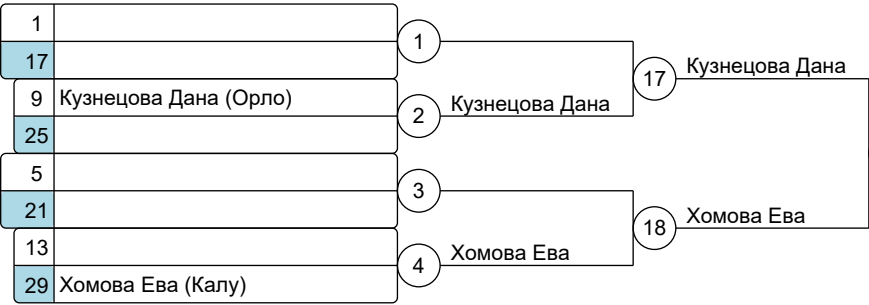 1
17
1
9 Кузнецова Дана (Орло)
25
2 Кузнецова Дана
17 Кузнецова Дана
5
21
3
13
29 Хомова Ева (Калу)
4 Хомова Ева
18 Хомова Ева